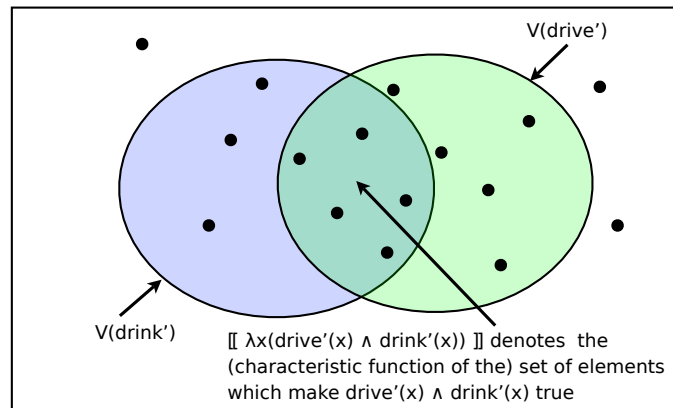 V(drive’)
V(drink’)
⟦ λx(drive’(x) ∧ drink’(x)) ⟧ denotes the
(characteristic function of the) set of elements
which make drive’(x) ∧ drink’(x) true